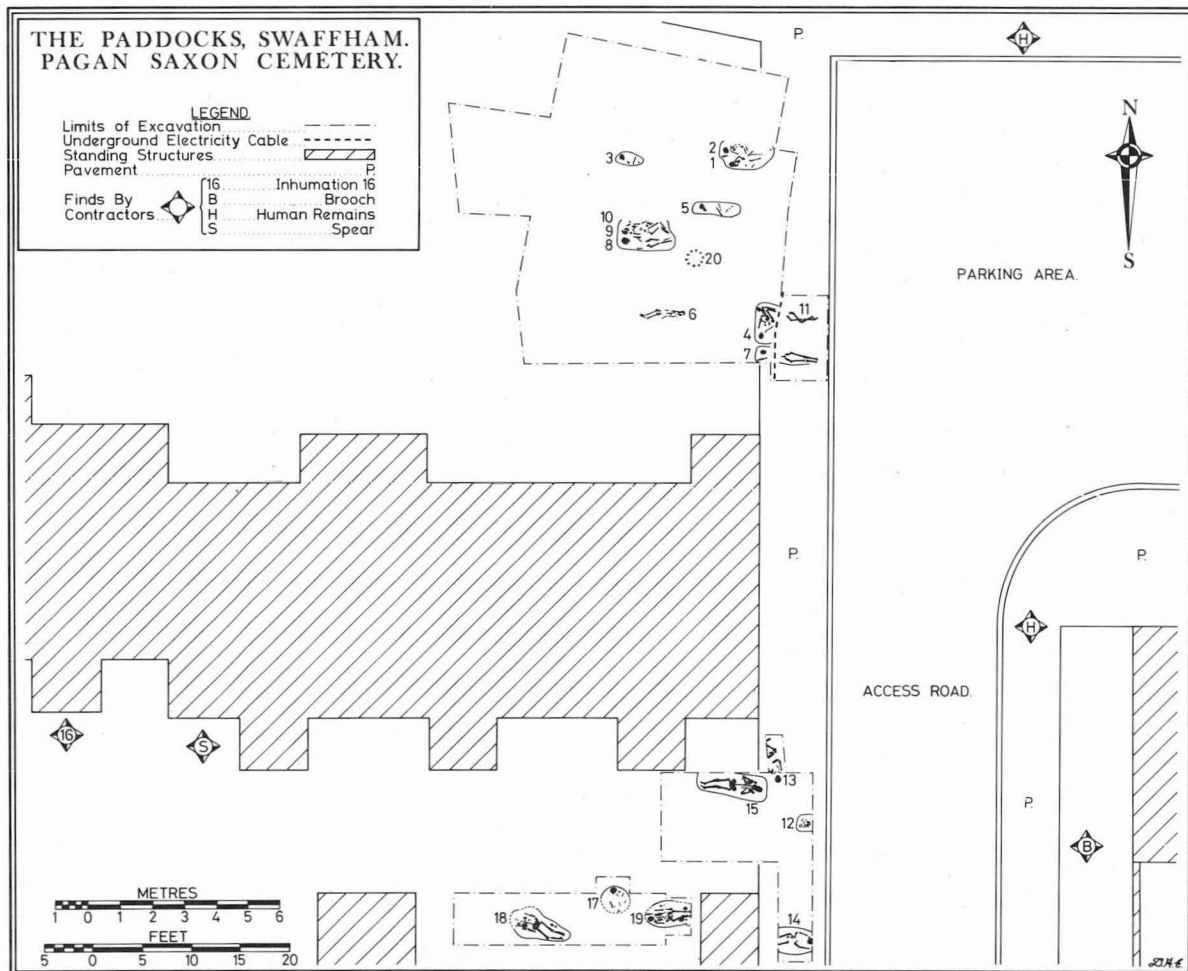 THE PADDOCKS, SWAFFHAM.
PAGAN SAXON CEMETERY.
LEGEND
Limits of Excavation
Underground Electricity Cable
Standing Structures
Pavement P.
Finds By
Contractors
16 Inhumation 16
B Brooch
H Human Remains
S Spear
P.
H
N
S
PARKING AREA.
2
1
3
5
10
9
8
20
6
4
11
7
P.
P.
H
ACCESS ROAD.
16
S
13
15
12
P.
B
METRES
1 0 1 2 3 4 5 6
FEET
5 0 5 10 15 20
17
18
19
14